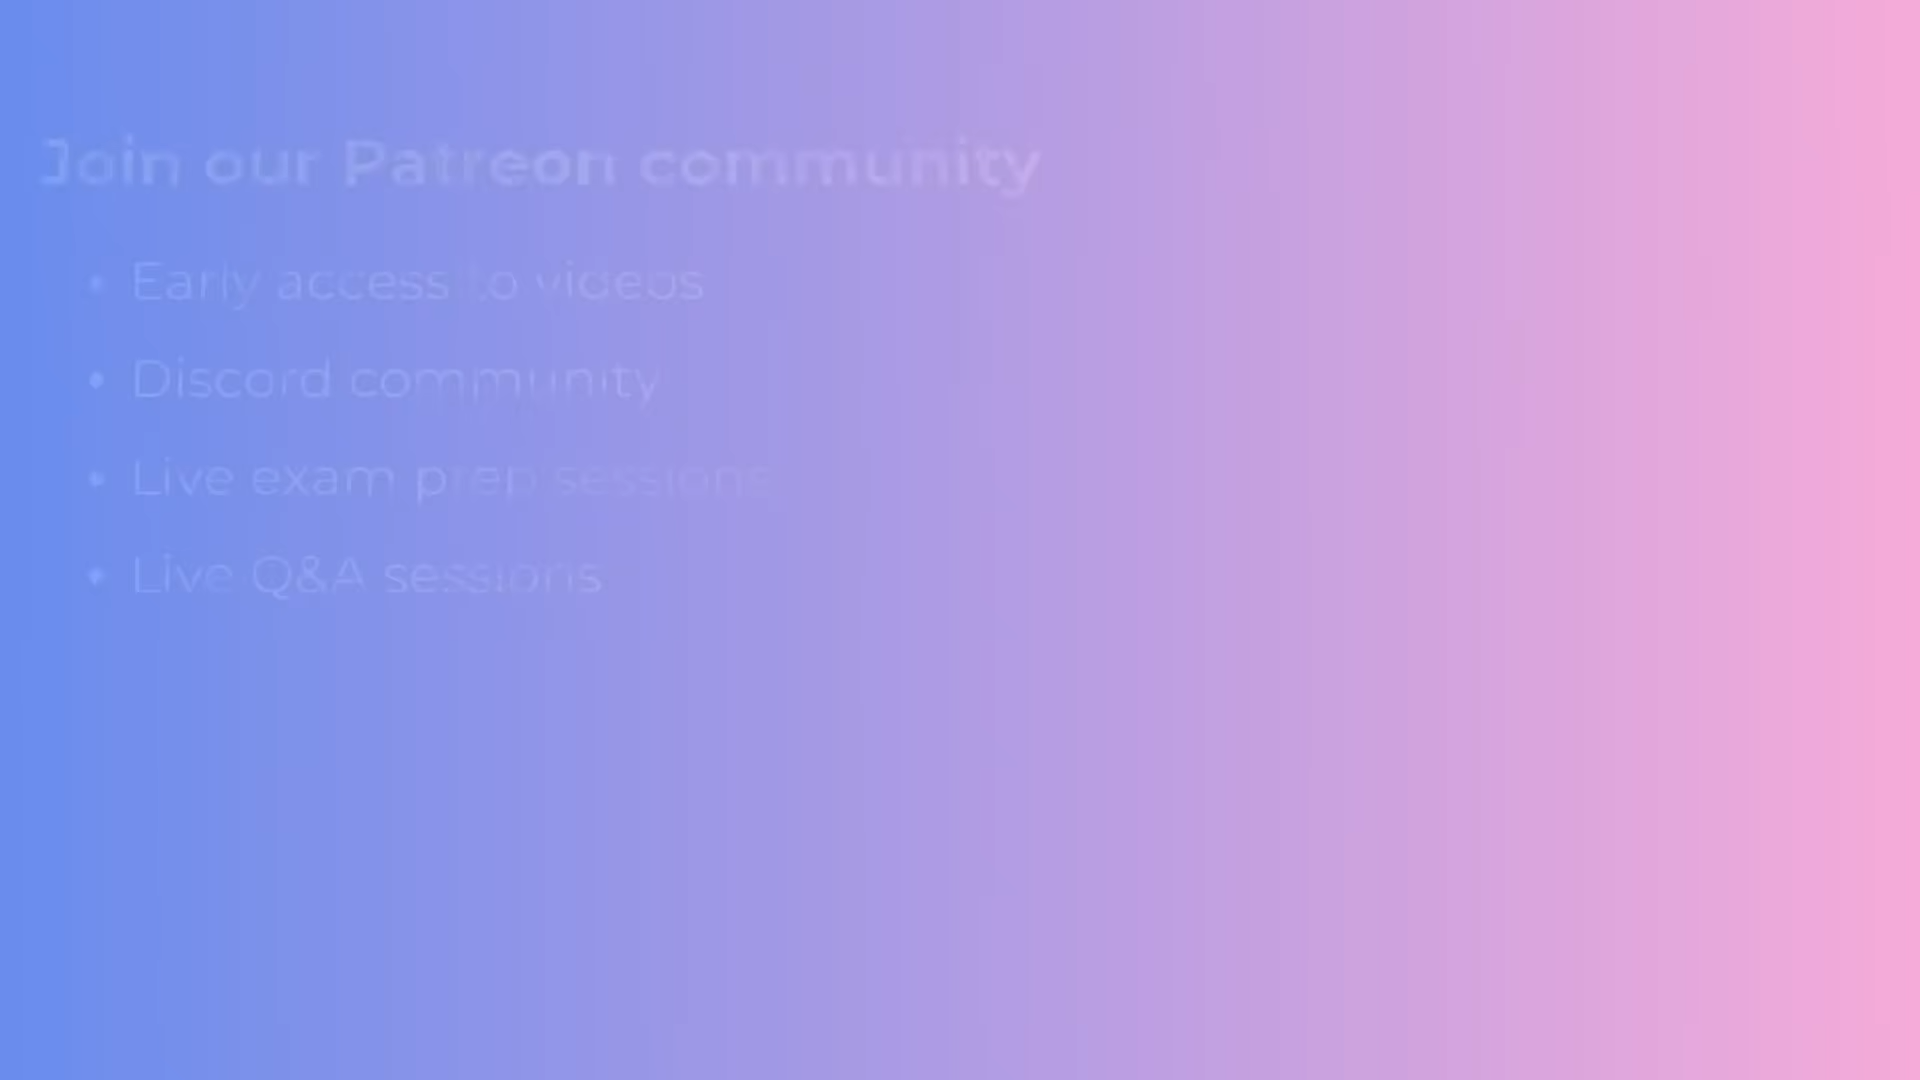 Join our Patreon community
• Early access to videos
• Discord community
• Live exam prep sessions
• Live Q&A sessions